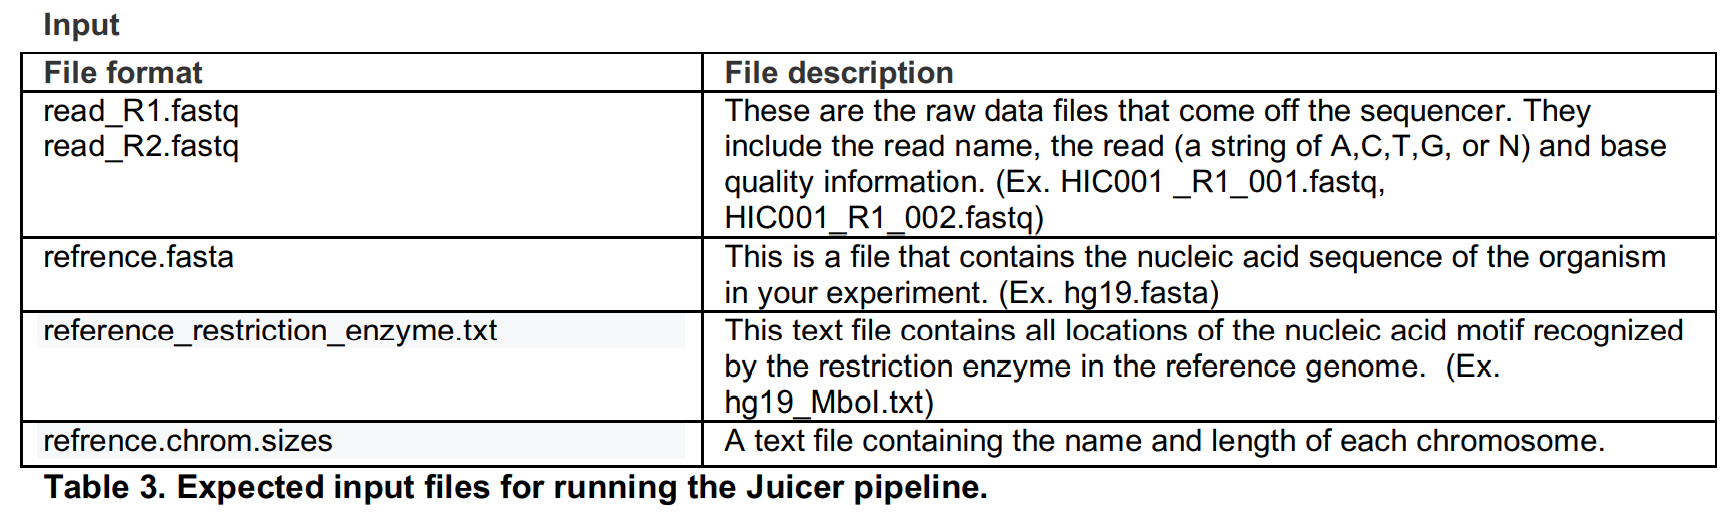 Input
File format
File description
read_R1.fastq
read_R2.fastq
These are the raw data files that come off the sequencer. They
include the read name, the read (a string of A,C,T,G, or N) and base
quality information. (Ex. HIC001 _R1_001.fastq,
HIC001_R1_002.fastq)
refrence.fasta
This is a file that contains the nucleic acid sequence of the organism
in your experiment. (Ex. hg19.fasta)
reference_restriction_enzyme.txt
This text file contains all locations of the nucleic acid motif recognized
by the restriction enzyme in the reference genome.  (Ex.
hg19_MboI.txt)
refrence.chrom.sizes
A text file containing the name and length of each chromosome.
Table 3. Expected input files for running the Juicer pipeline.